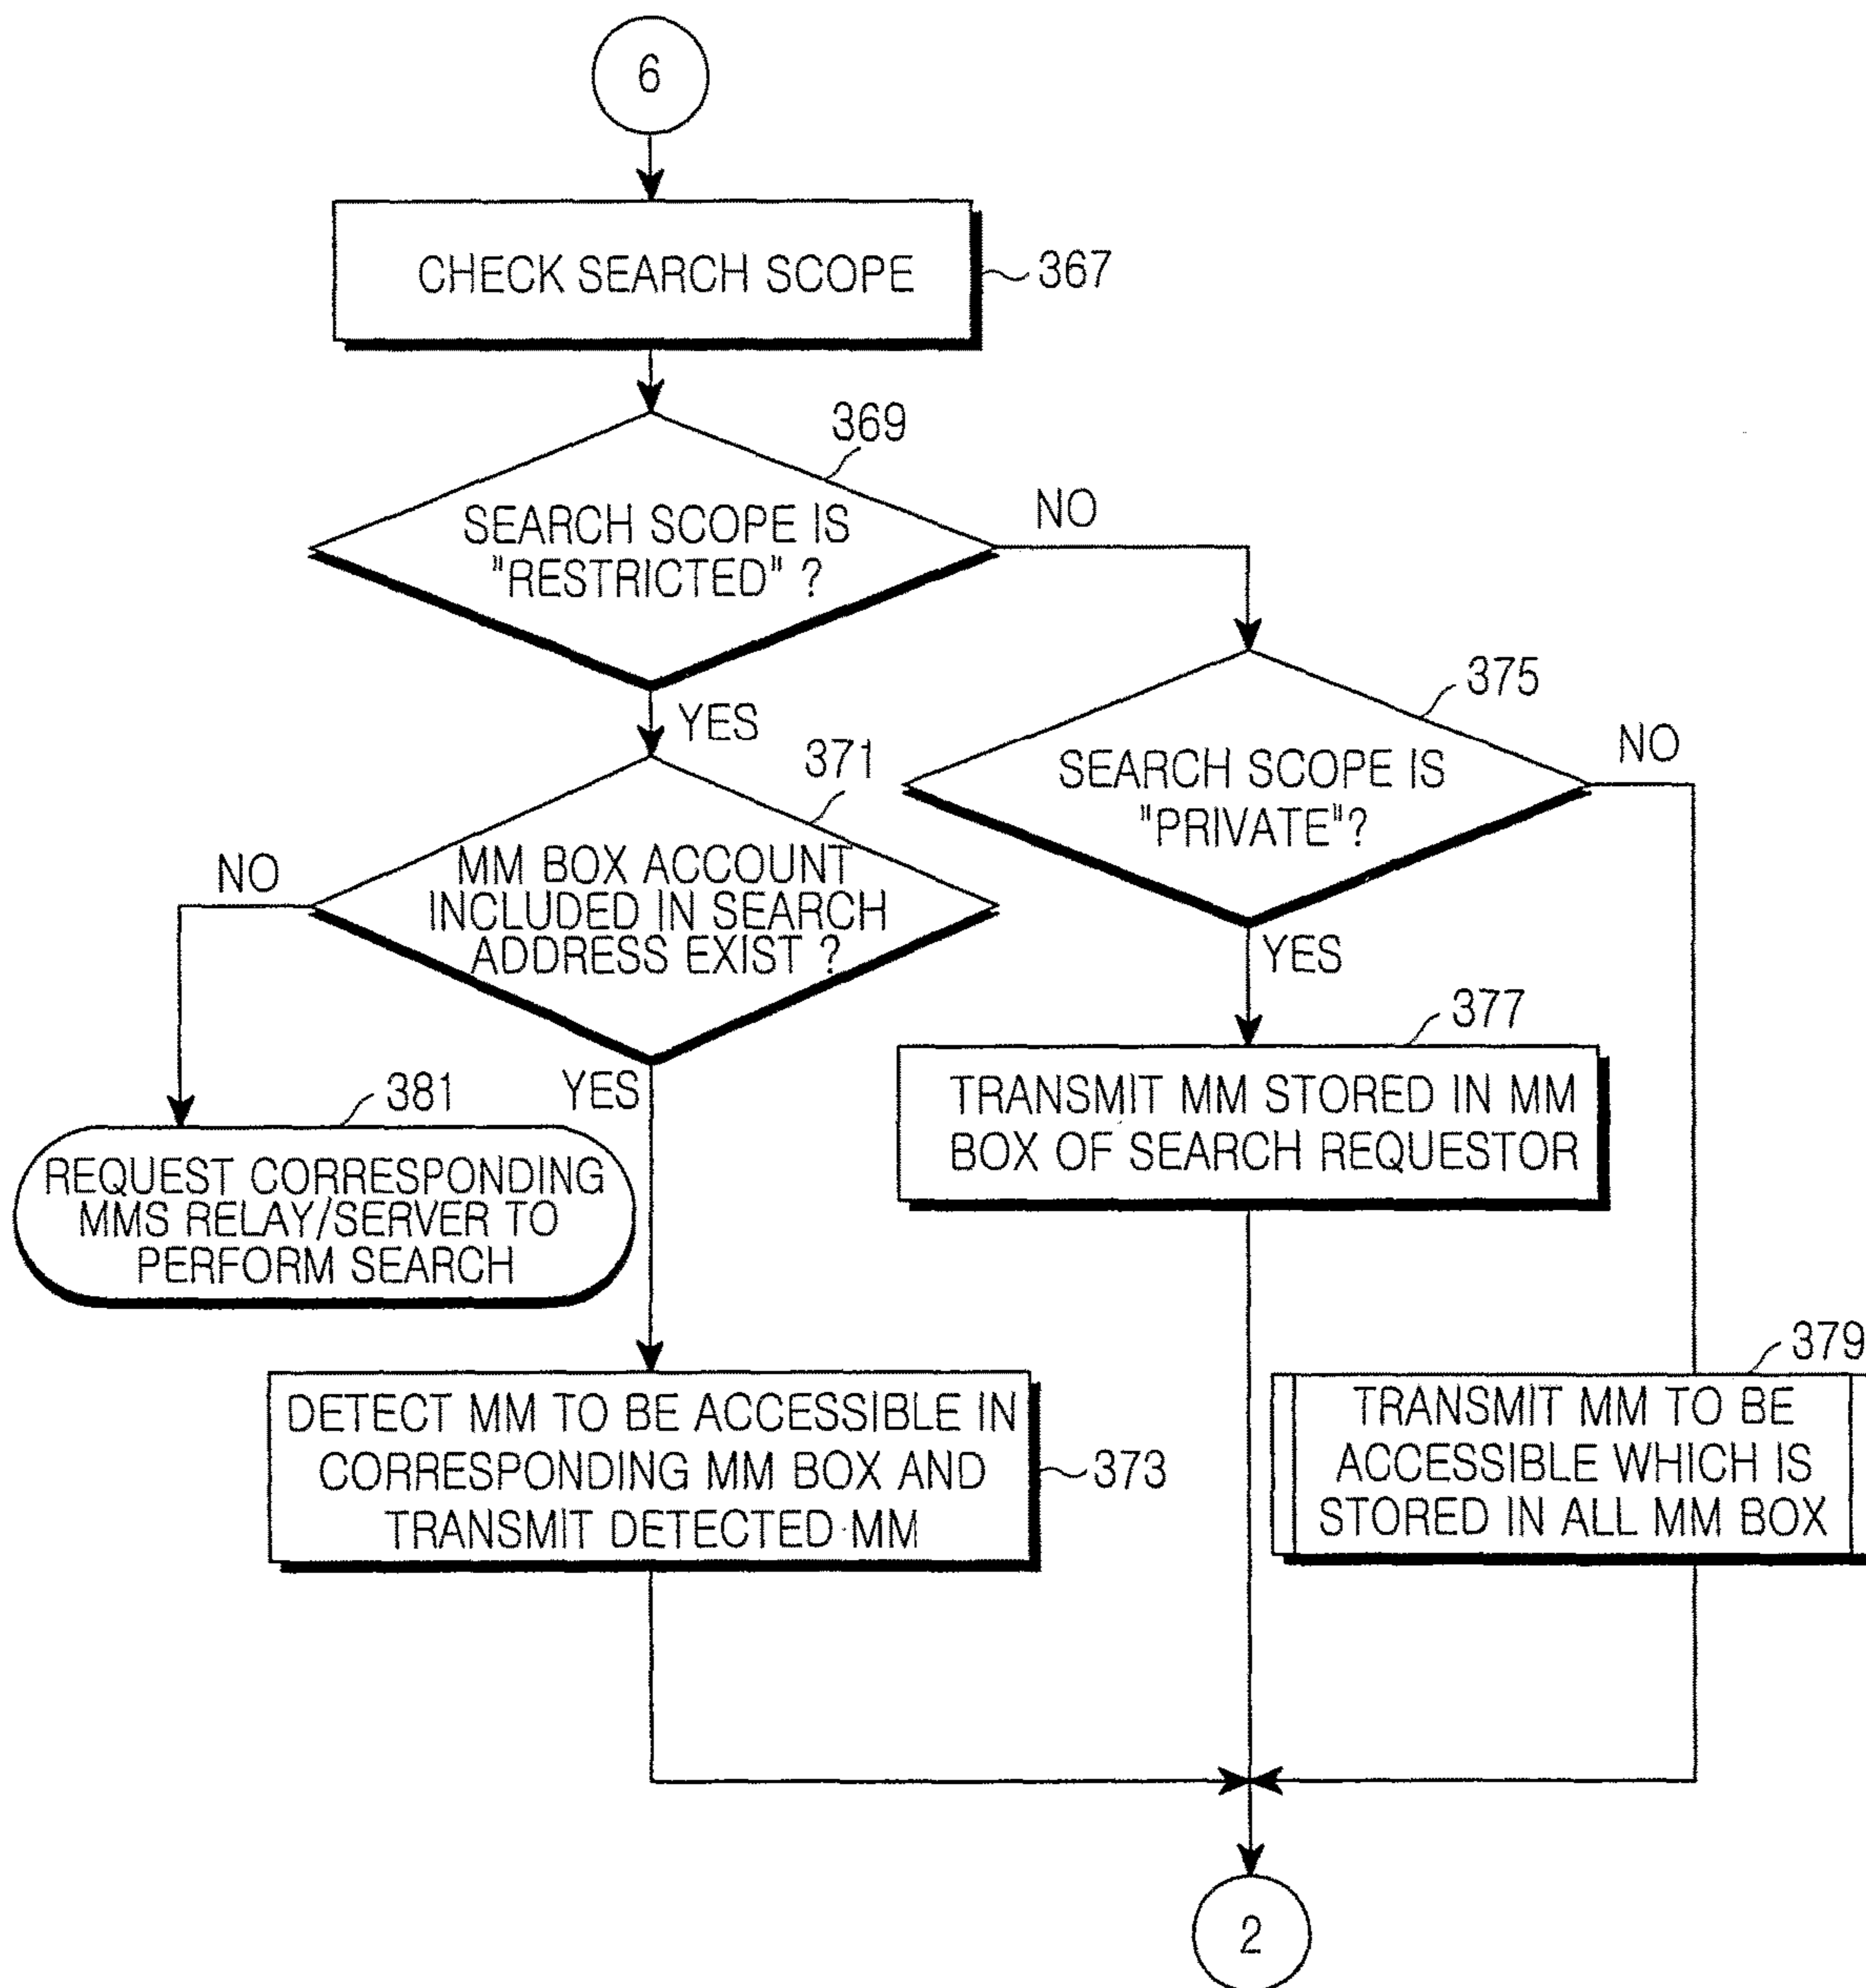 6
CHECK SEARCH SCOPE
367
369
SEARCH SCOPE IS
"RESTRICTED" ?
NO
YES
375
SEARCH SCOPE IS
"PRIVATE"?
NO
YES
371
MM BOX ACCOUNT
INCLUDED IN SEARCH
ADDRESS EXIST ?
NO
YES
377
TRANSMIT MM STORED IN MM
BOX OF SEARCH REQUESTOR
381
REQUEST CORRESPONDING
MMS RELAY/SERVER TO
PERFORM SEARCH
DETECT MM TO BE ACCESSIBLE IN
CORRESPONDING MM BOX AND
TRANSMIT DETECTED MM
373
379
TRANSMIT MM TO BE
ACCESSIBLE WHICH IS
STORED IN ALL MM BOX
2